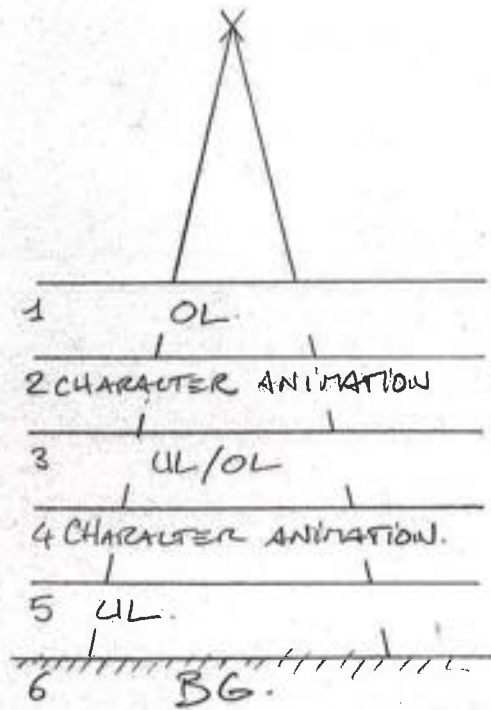 1 OL.
2 CHARACTER ANIMATION
3 UL/OL
4 CHARACTER ANIMATION.
5 UL.
6 BG.